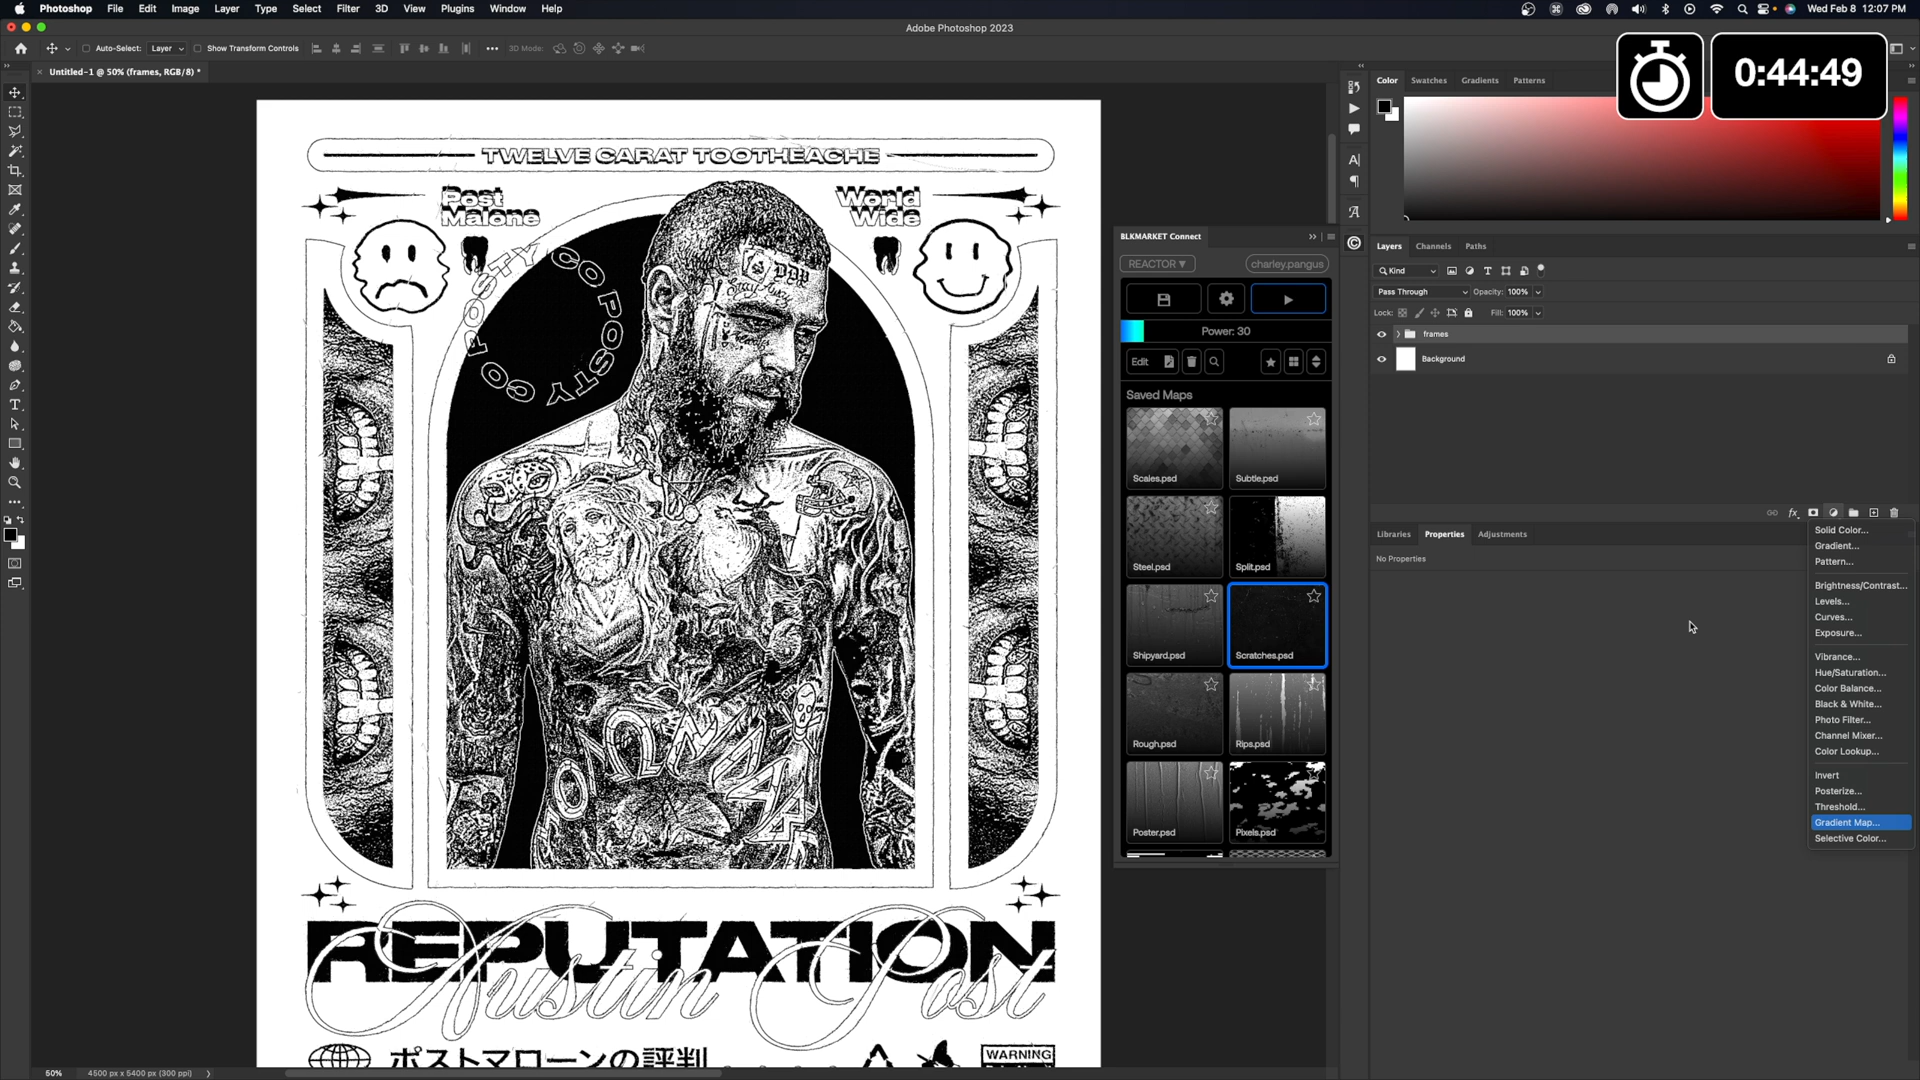 Photoshop File Edit Image Layer Type Select Filter 3D View Plugins Window Help
Wed Feb 8 12:07 PM
Adobe Photoshop 2023
Auto-Select: Layer Show Transform Controls
3D Mode:
Untitled-1 @ 50% (frames, RGB/8) *
0:44:49
TWELVE CARAT TOOTHEACHE
Post
Malone
World
Wide
POSTY CO POSTY CO POSTY CO
DDP
REPUTATION
Austin Post
ポストマローンの評判
WARNING
50% 4500 px x 5400 px (300 ppi)
BLKMARKET Connect
REACTOR ▼
charley.pangus
Power: 30
Edit
Saved Maps
Scales.psd
Subtle.psd
Steel.psd
Split.psd
Shipyard.psd
Scratches.psd
Rough.psd
Rips.psd
Poster.psd
Pixels.psd
Color Swatches Gradients Patterns
Layers Channels Paths
Kind
Pass Through Opacity: 100%
Lock: Fill: 100%
frames
Background
Libraries Properties Adjustments
No Properties
Solid Color...
Gradient...
Pattern...
Brightness/Contrast...
Levels...
Curves...
Exposure...
Vibrance...
Hue/Saturation...
Color Balance...
Black & White...
Photo Filter...
Channel Mixer...
Color Lookup...
Invert
Posterize...
Threshold...
Gradient Map...
Selective Color...